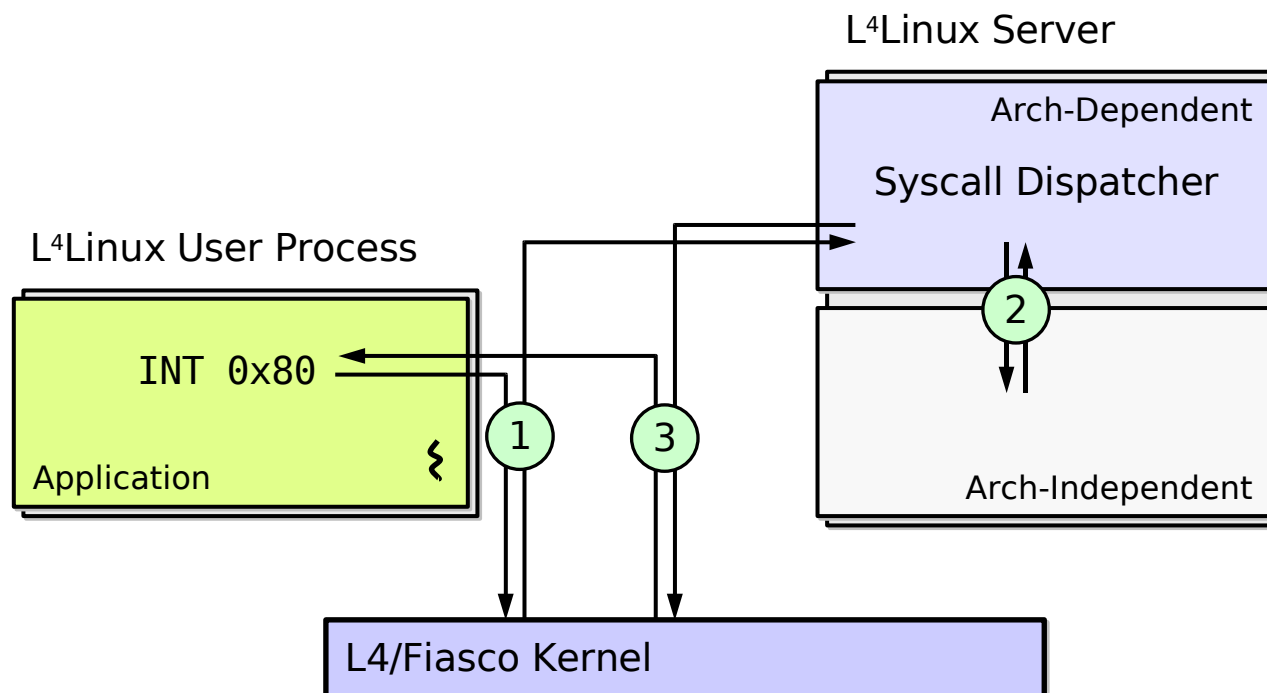 L⁴Linux Server
Arch-Dependent
Syscall Dispatcher
L⁴Linux User Process
2
INT 0x80
1
3
Application
Arch-Independent
L4/Fiasco Kernel